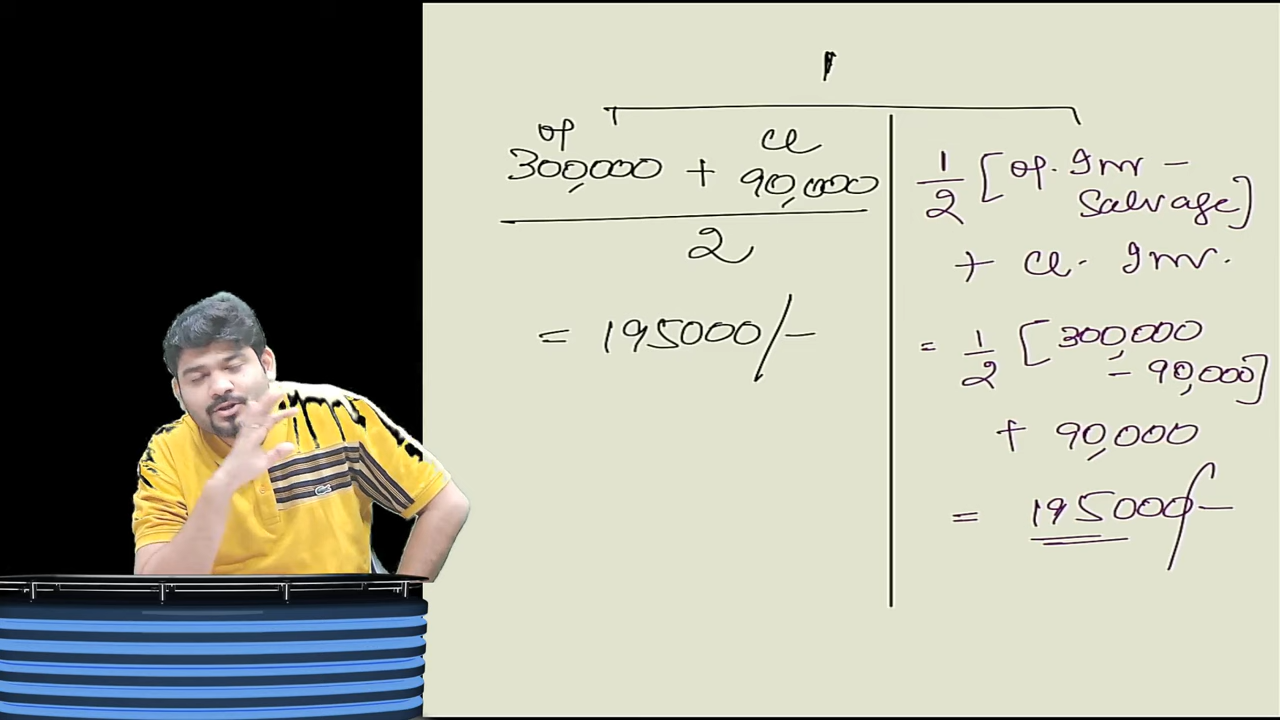 op
cl
300,000 + 90,000
2
= 195000/-
1/2 [op. Inv -
Salvage]
+ cl. Inv.
= 1/2 [300,000
- 90,000]
+ 90,000
= 195000/-